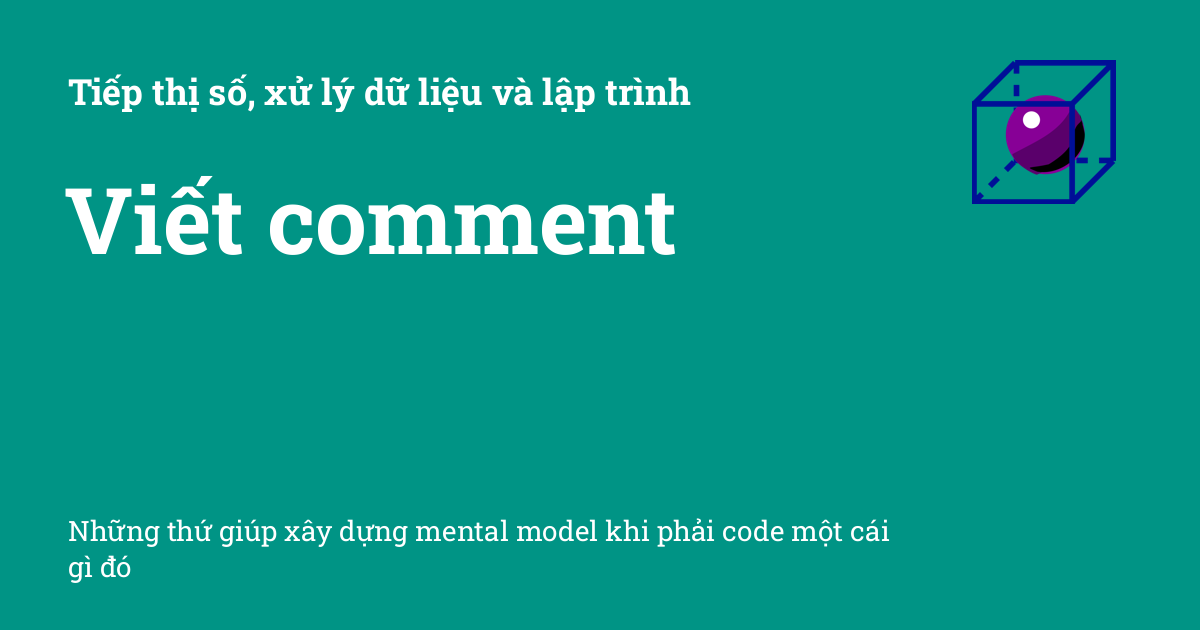 Tiếp thị số, xử lý dữ liệu và lập trình
Viết comment
Những thứ giúp xây dựng mental model khi phải code một cái
gì đó